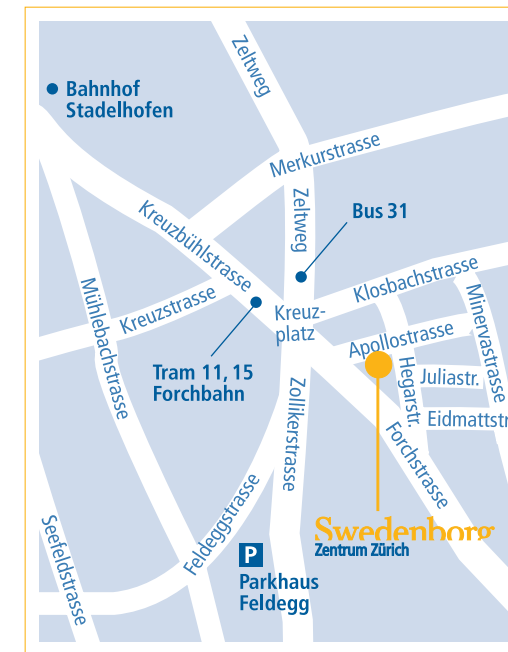 Zeltweg
Bahnhof
Stadelhofen
Merkurstrasse
Kreuzbühlstrasse
Zeltweg
Bus 31
Klosbachstrasse
Mühlebachstrasse
Kreuzstrasse
Kreuz-
platz
Minervastrasse
Apollostrasse
Tram 11, 15
Forchbahn
Hegarstr.
Juliastr.
Zollikerstrasse
Eidmattstr
Forchstrasse
Feldeggstrasse
Seefeldstrasse
Swedenborg
Zentrum Zürich
P
Parkhaus
Feldegg